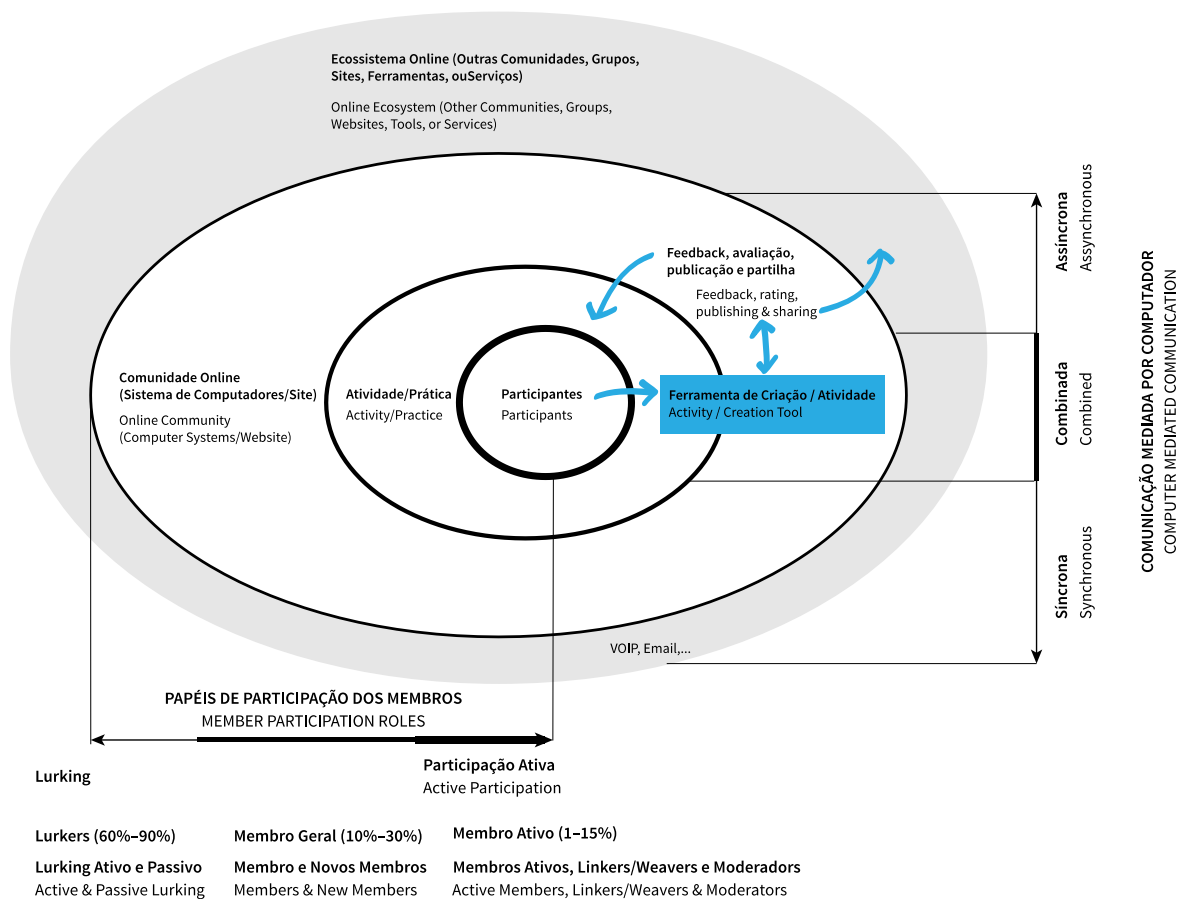 Ecossistema Online (Outras Comunidades, Grupos,
Sites, Ferramentas, ouServiços)
Online Ecosystem (Other Communities, Groups,
Websites, Tools, or Services)
Feedback, avaliação,
publicação e partilha
Feedback, rating,
publishing & sharing
Comunidade Online
(Sistema de Computadores/Site)
Online Community
(Computer Systems/Website)
Atividade/Prática
Activity/Practice
Participantes
Participants
Ferramenta de Criação / Atividade
Activity / Creation Tool
VOIP, Email,...
Assíncrona
Assynchronous
Combinada
Combined
Síncrona
Synchronous
COMUNICAÇÃO MEDIADA POR COMPUTADOR
COMPUTER MEDIATED COMMUNICATION
PAPÉIS DE PARTICIPAÇÃO DOS MEMBROS
MEMBER PARTICIPATION ROLES
Lurking
Participação Ativa
Active Participation
Lurkers (60%–90%)
Lurking Ativo e Passivo
Active & Passive Lurking
Membro Geral (10%–30%)
Membro e Novos Membros
Members & New Members
Membro Ativo (1–15%)
Membros Ativos, Linkers/Weavers e Moderadores
Active Members, Linkers/Weavers & Moderators